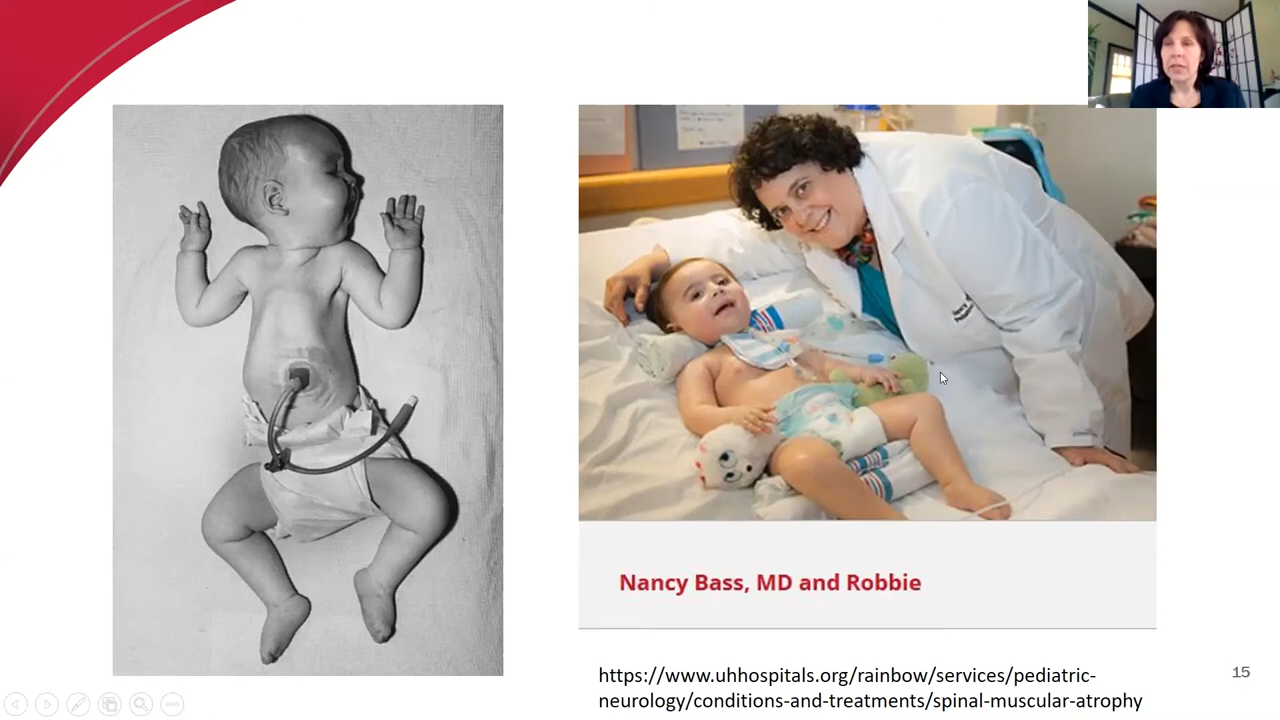 Nancy Bass, MD and Robbie
https://www.uhhospitals.org/rainbow/services/pediatric-
neurology/conditions-and-treatments/spinal-muscular-atrophy
15